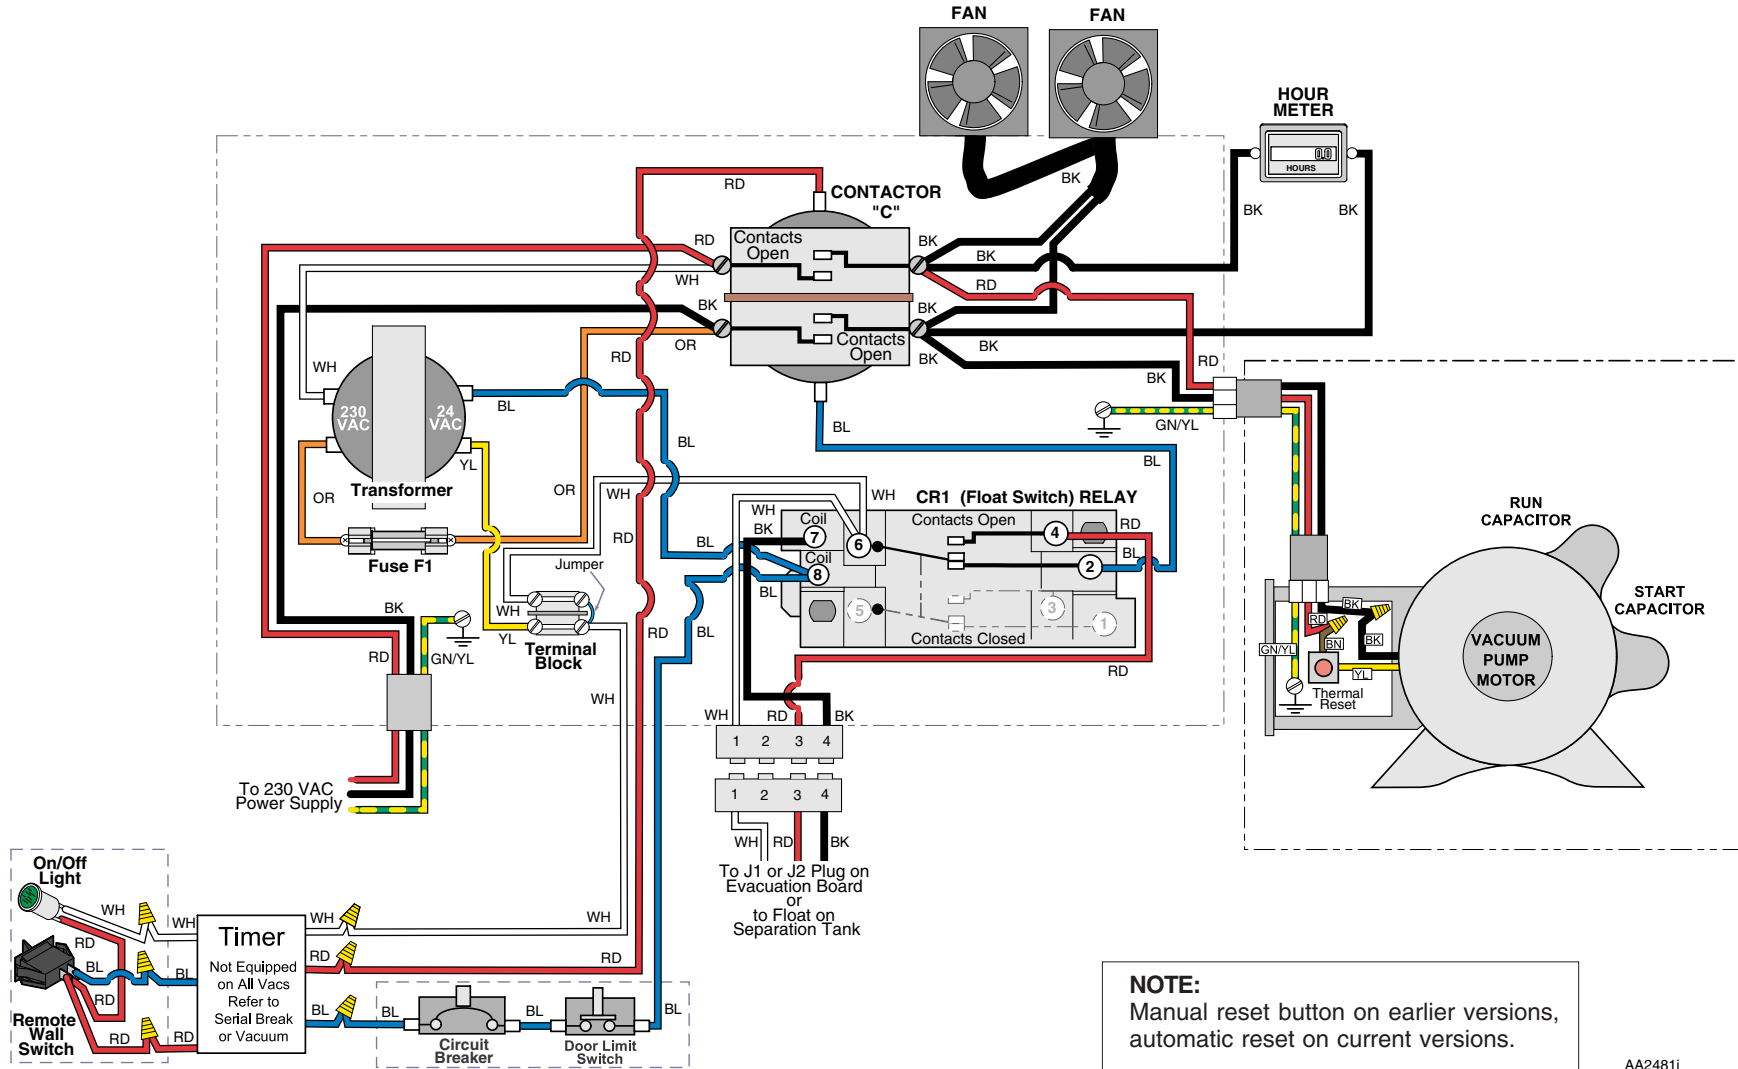 FAN
FAN
HOUR
METER
0.0
HOURS
BK
BK
BK
RD
CONTACTOR
"C"
Contacts
Open
RD
WH
BK
OR
BK
BK
RD
BK
BK
BK
Contacts
Open
RD
BK
GN/YL
WH
230
VAC
24
VAC
BL
YL
RD
BL
BL
BL
OR
Transformer
OR
WH
WH
CR1 (Float Switch) RELAY
Fuse F1
RD
BL
Jumper
WH
BK
Coil
7
6
Contacts Open
4
RD
Coil
8
2
BL
BL
5
3
1
Contacts Closed
RD
RUN
CAPACITOR
START
CAPACITOR
VACUUM
PUMP
MOTOR
BK
RD
BN
BK
YL
GN/YL
Thermal
Reset
BK
RD
GN/YL
WH
YL
Terminal
Block
RD
BL
WH
WH
RD
BK
1 2 3 4
1 2 3 4
WH
RD
BK
To J1 or J2 Plug on
Evacuation Board
or
to Float on
Separation Tank
To 230 VAC
Power Supply
On/Off
Light
WH
WH
RD
BL
BL
RD
RD
RD
Remote
Wall
Switch
Timer
Not Equipped
on All Vacs
Refer to
Serial Break
or Vacuum
WH
WH
RD
RD
BL
BL
BL
BL
Circuit
Breaker
Door Limit
Switch
NOTE:
Manual reset button on earlier versions,
automatic reset on current versions.
AA2481i